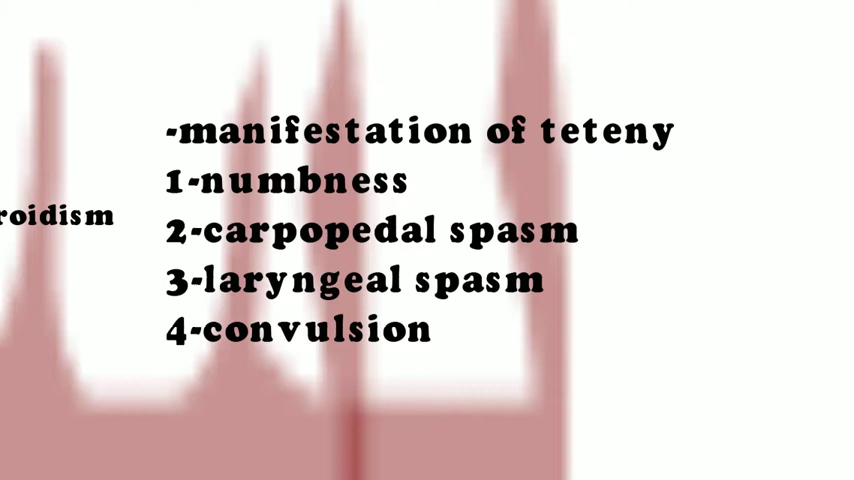 -manifestation of teteny
1-numbness
roidism
2-carpopedal spasm
3-laryngeal spasm
4-convulsion